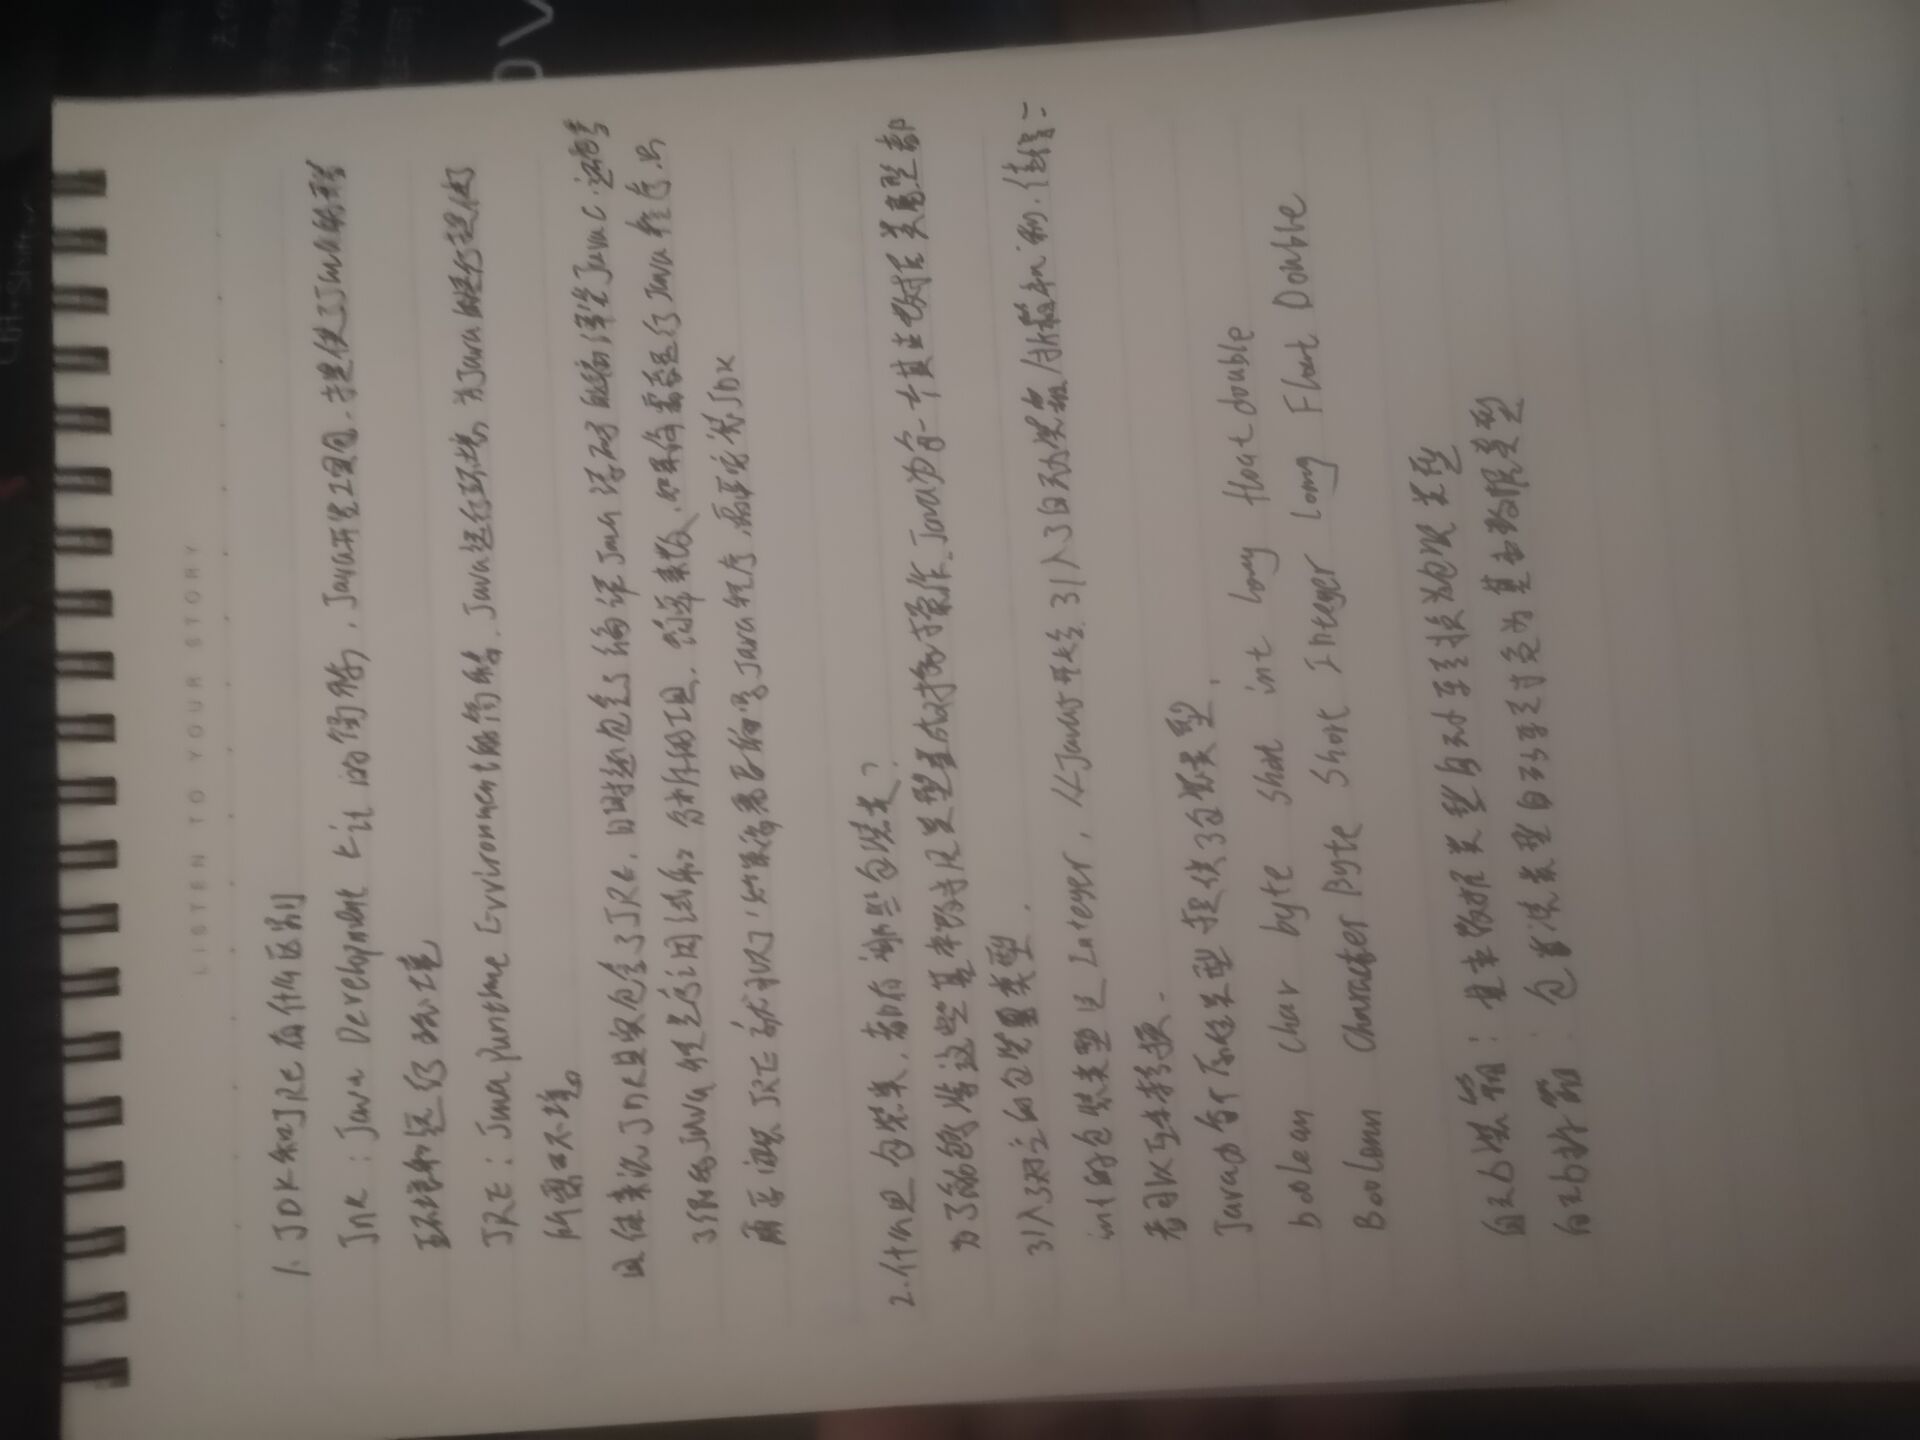 LISTEN TO YOUR STORY
1. JDK和JRE有什么区别
JDK：Java Development Kit 的简称，Java开发工具包，提供了Java的开发
环境和运行环境
JRE：Java Runtime Environment的简称，Java运行环境，为Java的运行提供
所需环境。
具体来说JDK其实包含了JRE，同时还包含了编译Java源码的编译器Javac，还包含
了很多Java程序调试和分析的工具。简单来说，如果你需要运行Java程序，只
需安装JRE就可以了，如果你需要编写Java程序，需要安装JDK
2.什么是包装类，都有哪些包装类？
为了能够将这些基本数据类型当成对象操作，Java为每一个基本数据类型都
引入了对应的包装类型，
int的包装类型是Integer，从Java5开始引入了自动装箱/拆箱机制，使得二
者可以互相转换。
Java为每个原始类型提供了包装类型，
boolean char byte short int long float double
Boolean Character Byte Short Integer Long Float Double
自动装箱：基本数据类型自动直接转换为包装类型
自动拆箱：包装类型自动直接为基本数据类型